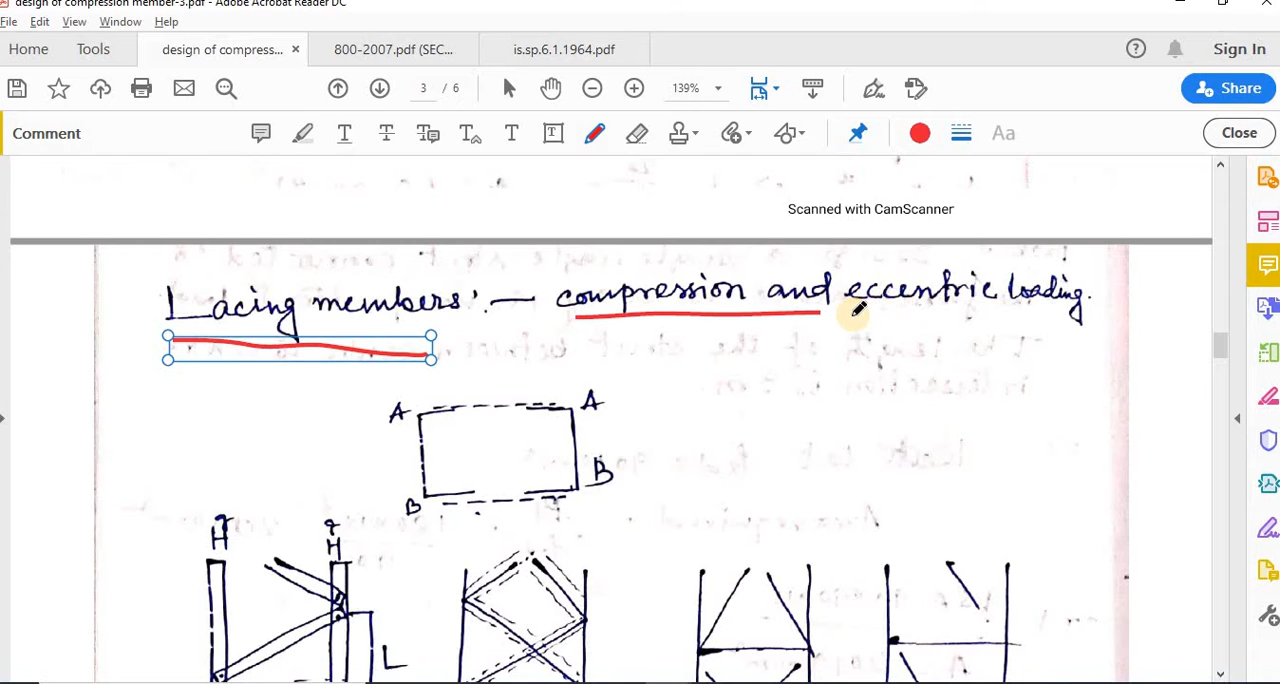 design of compression member-3.pdf - Adobe Acrobat Reader DC
File Edit View Window Help
Home Tools design of compress... × 800-2007.pdf (SEC... is.sp.6.1.1964.pdf Sign In
3 / 6 139% Share
Comment Aa Close
Scanned with CamScanner
Lacing members :- compression and eccentric loading.
A A
B B
H H
L